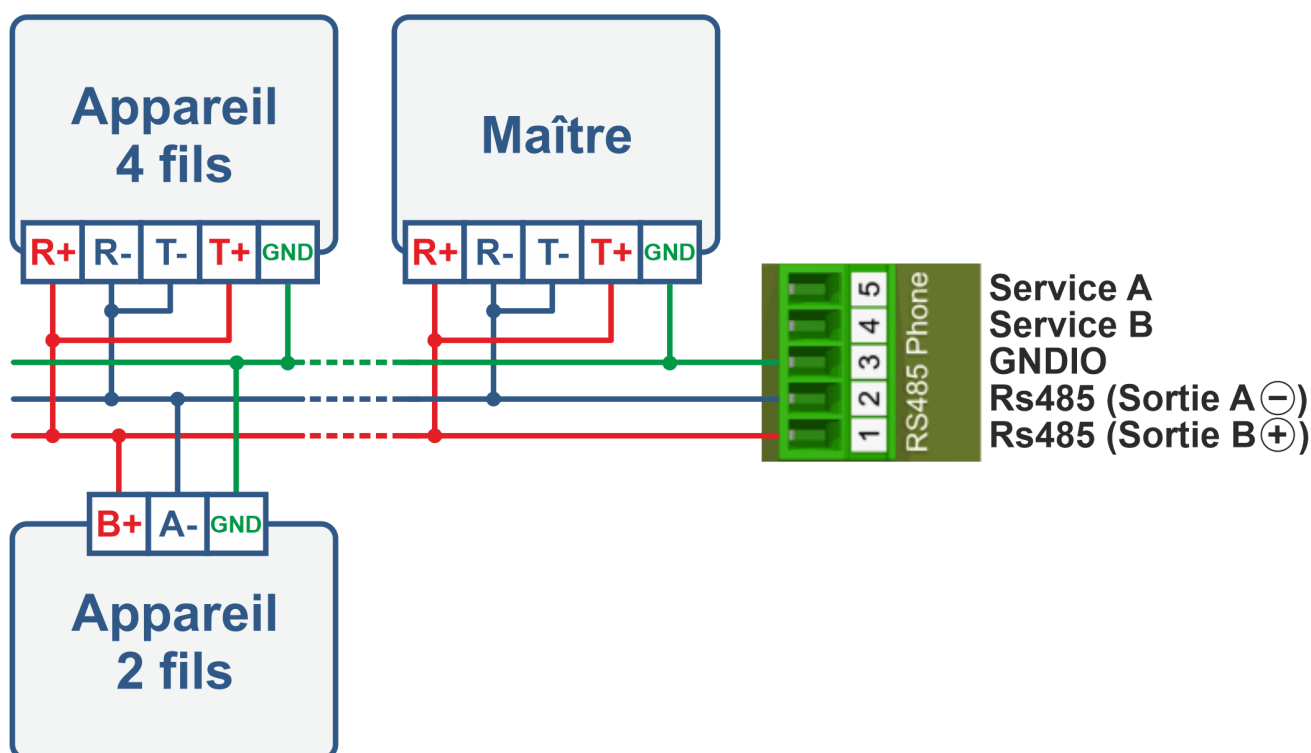 Appareil
4 fils
R+ R- T- T+ GND
Maître
R+ R- T- T+ GND
5
4
3
2
1
RS485 Phone
Service A
Service B
GNDIO
Rs485 (Sortie A⊖)
Rs485 (Sortie B⊕)
B+ A- GND
Appareil
2 fils